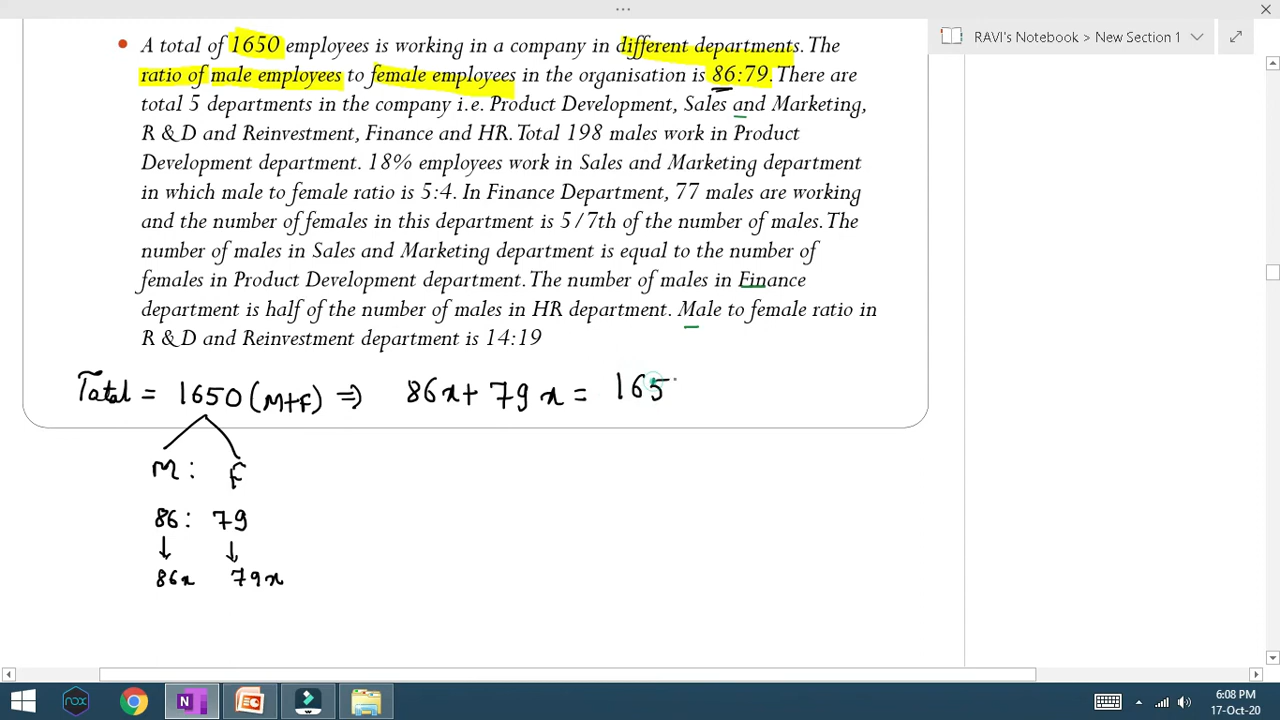 RAVI's Notebook > New Section 1
A total of 1650 employees is working in a company in different departments. The
ratio of male employees to female employees in the organisation is 86:79. There are
total 5 departments in the company i.e. Product Development, Sales and Marketing,
R &D and Reinvestment, Finance and HR. Total 198 males work in Product
Development department. 18% employees work in Sales and Marketing department
in which male to female ratio is 5:4. In Finance Department, 77 males are working
and the number of females in this department is 5/7th of the number of males. The
number of males in Sales and Marketing department is equal to the number of
females in Product Development department. The number of males in Finance
department is half of the number of males in HR department. Male to female ratio in
R &D and Reinvestment department is 14:19
Total = 1650 (M+F) ⇒ 86x + 79x = 165
M : F
86 : 79
↓ ↓
86x 79x
6:08 PM
17-Oct-20